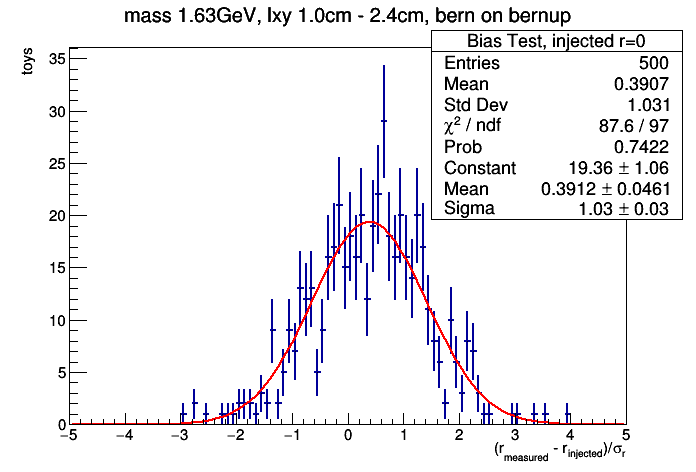 mass 1.63GeV, lxy 1.0cm - 2.4cm, bern on bernup
Bias Test, injected r=0
Entries 500
Mean 0.3907
Std Dev 1.031
χ² / ndf 87.6 / 97
Prob 0.7422
Constant 19.36 ± 1.06
Mean 0.3912 ± 0.0461
Sigma 1.03 ± 0.03
toys
35
30
25
20
15
10
5
0
−5 −4 −3 −2 −1 0 1 2 3 4 5
(r_measured - r_injected)/σ_r